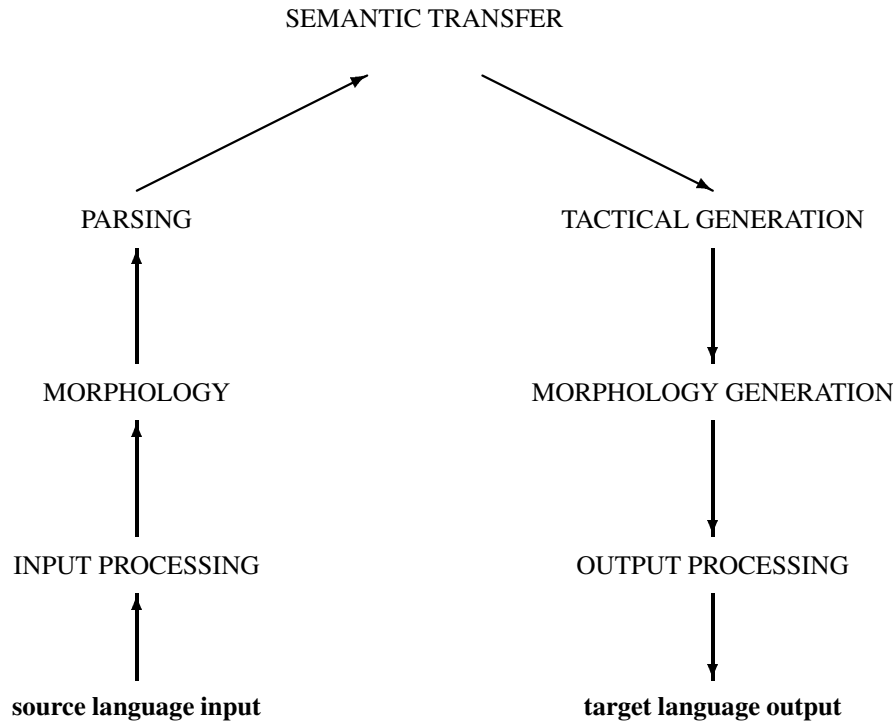 SEMANTIC TRANSFER
PARSING
TACTICAL GENERATION
MORPHOLOGY
MORPHOLOGY GENERATION
INPUT PROCESSING
OUTPUT PROCESSING
source language input
target language output